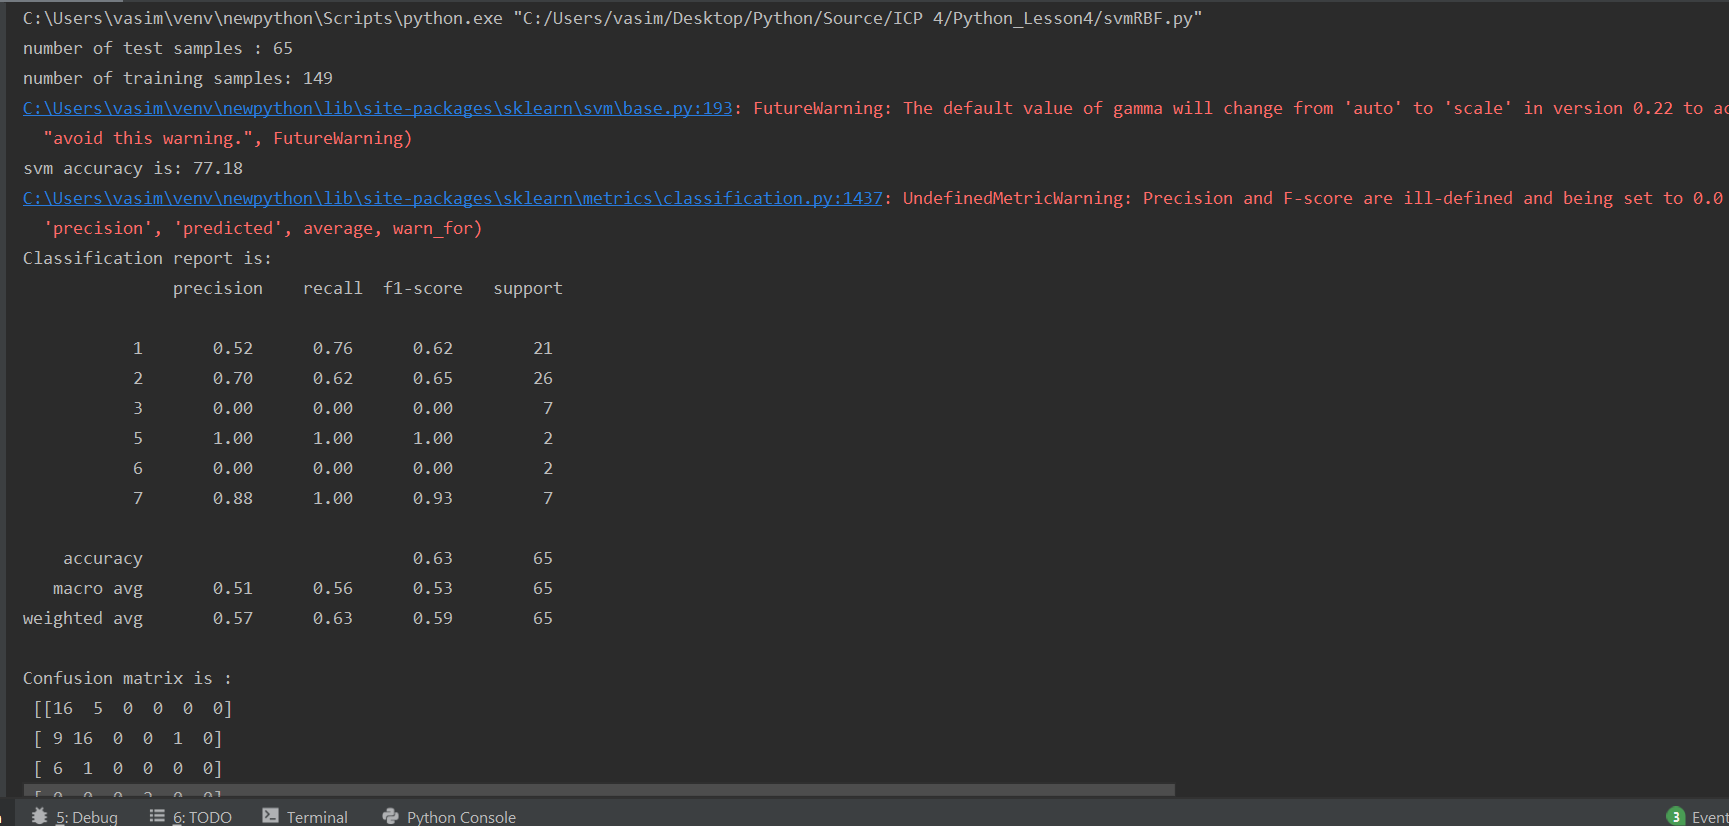 C:\Users\vasim\venv\newpython\Scripts\python.exe "C:/Users/vasim/Desktop/Python/Source/ICP 4/Python_Lesson4/svmRBF.py"
number of test samples : 65
number of training samples: 149
C:\Users\vasim\venv\newpython\lib\site-packages\sklearn\svm\base.py:193: FutureWarning: The default value of gamma will change from 'auto' to 'scale' in version 0.22 to
"avoid this warning.", FutureWarning)
svm accuracy is: 77.18
C:\Users\vasim\venv\newpython\lib\site-packages\sklearn\metrics\classification.py:1437: UndefinedMetricWarning: Precision and F-score are ill-defined and being set to 0.0
'precision', 'predicted', average, warn_for)
Classification report is:
precision recall f1-score support
1 0.52 0.76 0.62 21
2 0.70 0.62 0.65 26
3 0.00 0.00 0.00 7
5 1.00 1.00 1.00 2
6 0.00 0.00 0.00 2
7 0.88 1.00 0.93 7
accuracy 0.63 65
macro avg 0.51 0.56 0.53 65
weighted avg 0.57 0.63 0.59 65
Confusion matrix is :
[[16 5 0 0 0 0]
[ 9 16 0 0 1 0]
[ 6 1 0 0 0 0]
[ 0 0 0 2 0 0]
5: Debug 6: TODO Terminal Python Console 3 Event